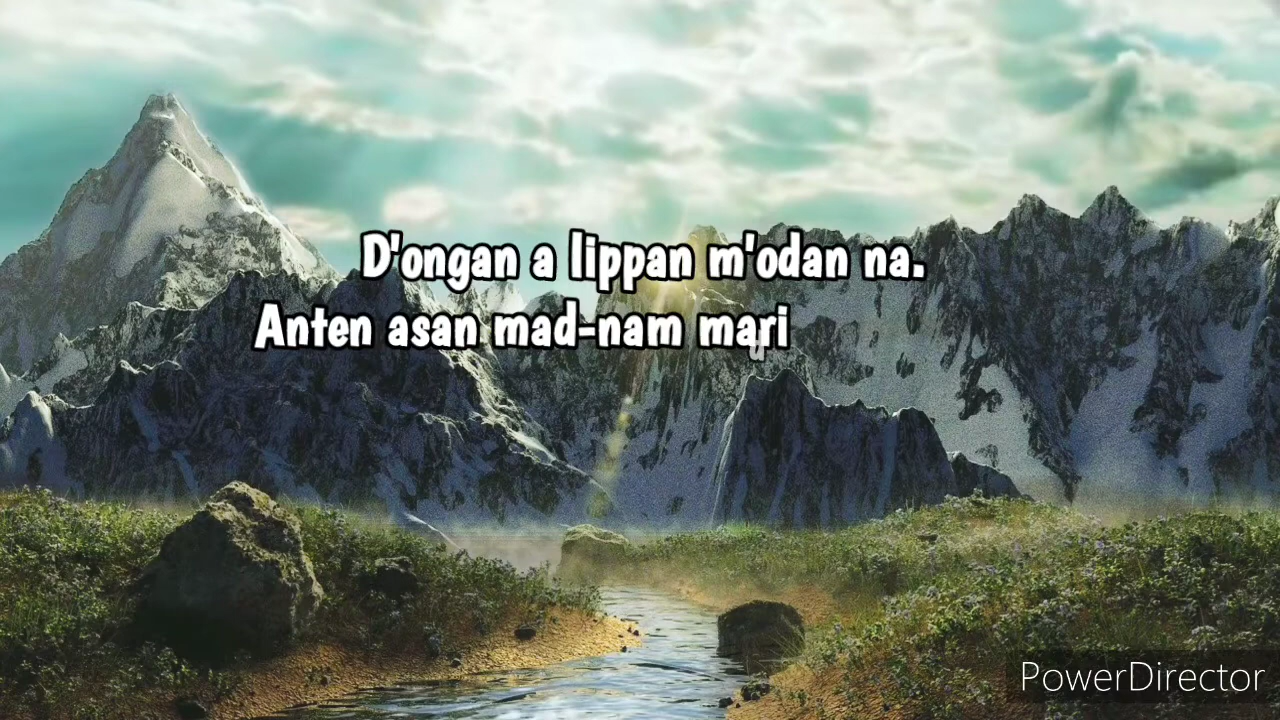 D'ongan a lippan m'odan na.
Anten asan mad-nam mari
PowerDirector